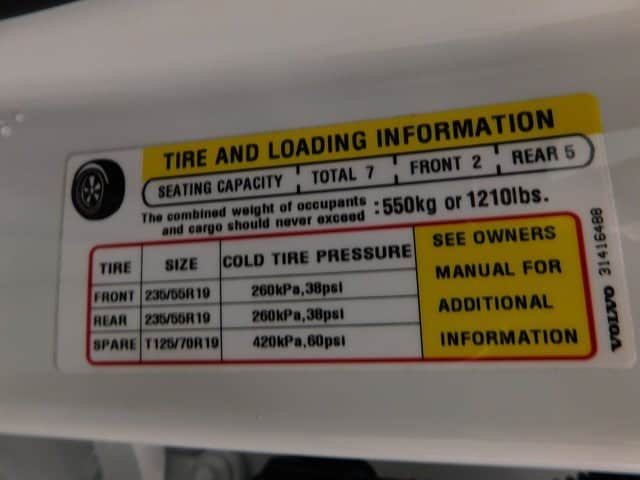 TIRE AND LOADING INFORMATION
SEATING CAPACITY TOTAL 7 FRONT 2 REAR 5
The combined weight of occupants
and cargo should never exceed : 550kg or 1210lbs.
TIRE SIZE COLD TIRE PRESSURE
FRONT 235/55R19 260kPa,38psi
REAR 235/55R19 260kPa,38psi
SPARE T125/70R19 420kPa,60psi
SEE OWNERS
MANUAL FOR
ADDITIONAL
INFORMATION
VOLVO 31416488